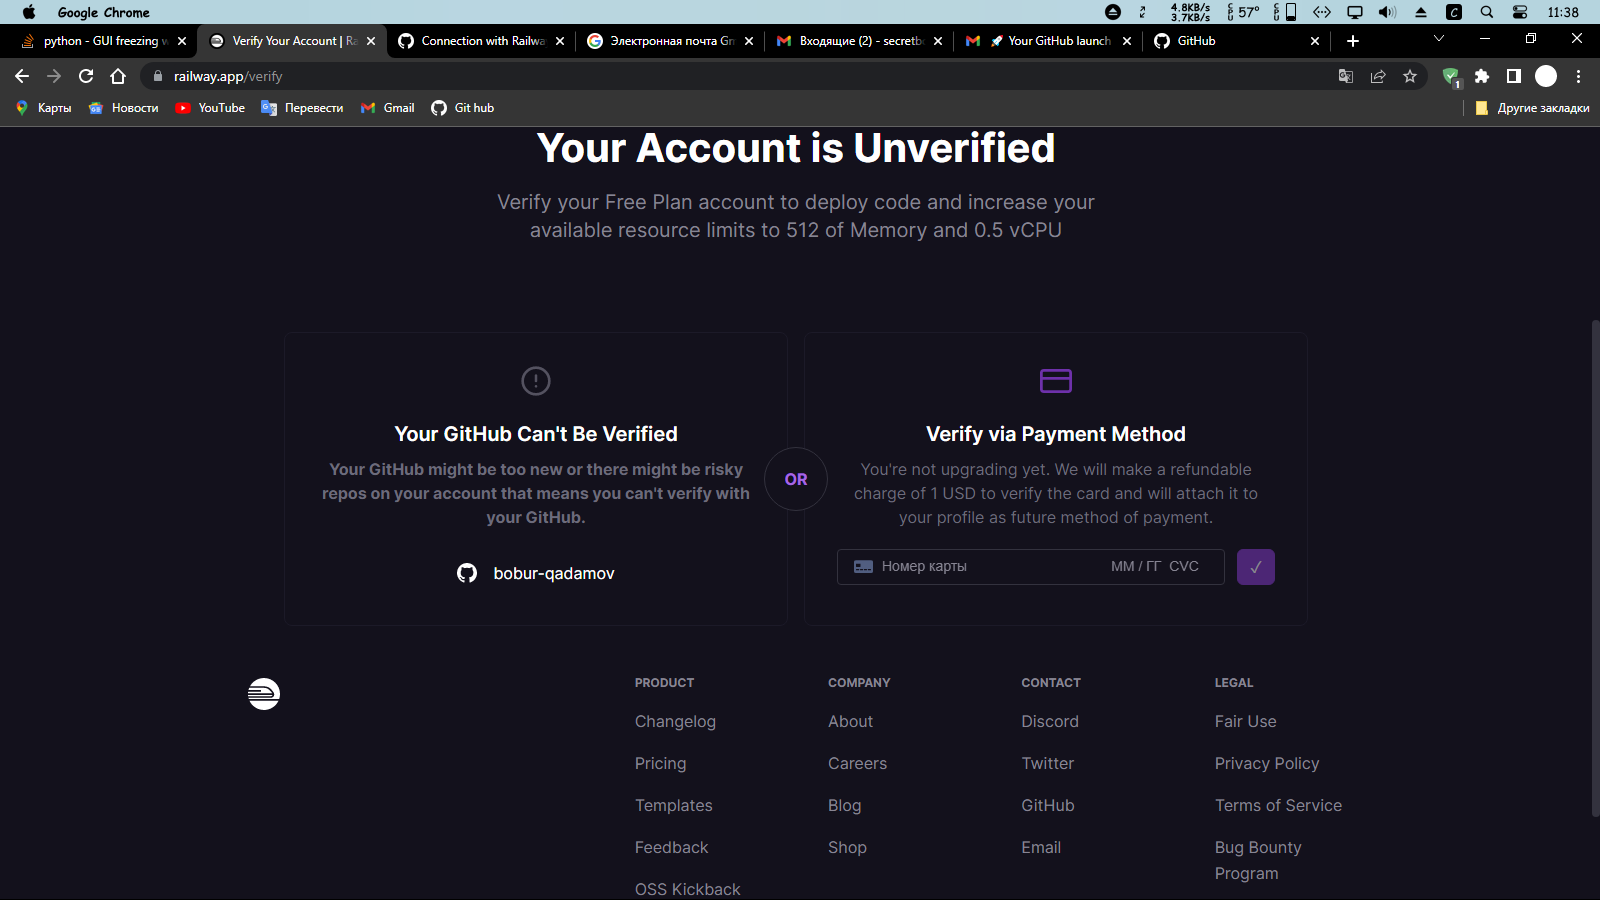 Google Chrome
4.8KB/s
3.7KB/s
CPU 57° GPU
11:38
python - GUI freezing w
Verify Your Account | Ra
Connection with Railwa
Электронная почта Gm
Входящие (2) - secretbo
🚀 Your GitHub launch
GitHub
railway.app/verify
1
Карты
Новости
YouTube
Перевести
Gmail
Git hub
Другие закладки
Your Account is Unverified
Verify your Free Plan account to deploy code and increase your
available resource limits to 512 of Memory and 0.5 vCPU
Your GitHub Can't Be Verified
Your GitHub might be too new or there might be risky
repos on your account that means you can't verify with
your GitHub.
bobur-qadamov
OR
Verify via Payment Method
You're not upgrading yet. We will make a refundable
charge of 1 USD to verify the card and will attach it to
your profile as future method of payment.
Номер карты
ММ / ГГ CVC
PRODUCT
Changelog
Pricing
Templates
Feedback
OSS Kickback
COMPANY
About
Careers
Blog
Shop
CONTACT
Discord
Twitter
GitHub
Email
LEGAL
Fair Use
Privacy Policy
Terms of Service
Bug Bounty
Program